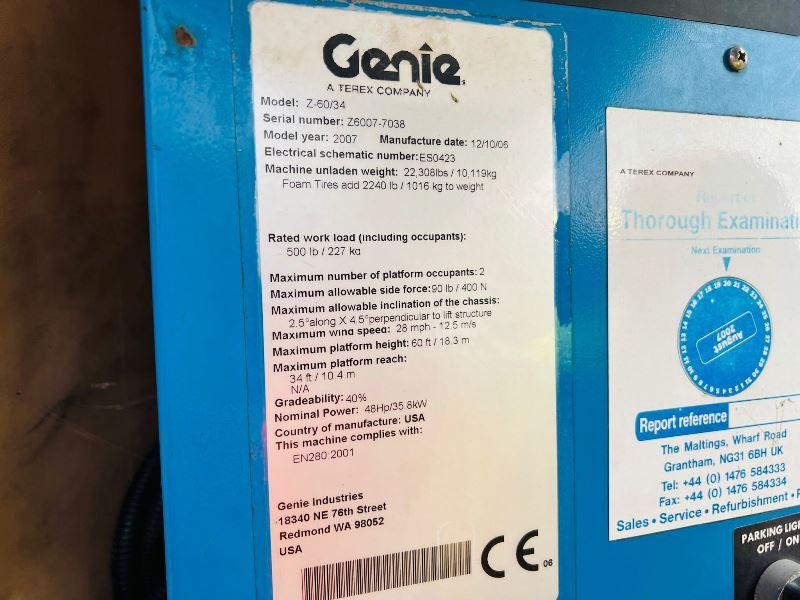 Genie
A TEREX COMPANY
Model: Z-60/34
Serial number: Z6007-7038
Model year: 2007 Manufacture date: 12/10/06
Electrical schematic number: ES0423
Machine unladen weight: 22,308lbs / 10,119kg
Foam Tires add 2240 lb / 1016 kg to weight
Rated work load (including occupants):
500 lb / 227 kg
Maximum number of platform occupants: 2
Maximum allowable side force: 90 lb / 400 N
Maximum allowable inclination of the chassis:
2.5° along X 4.5° perpendicular to lift structure
Maximum wind speed: 28 mph - 12.5 m/s
Maximum platform height: 60 ft / 18.3 m
Maximum platform reach:
34 ft / 10.4 m
N/A
Gradeability: 40%
Nominal Power: 48Hp/35.8kW
Country of manufacture: USA
This machine complies with:
EN280:2001
Genie Industries
18340 NE 76th Street
Redmond WA 98052
USA
CE 06
A TEREX COMPANY
Report of
Thorough Examinati
Next Examination
August
2007
Report reference
The Maltings, Wharf Road
Grantham, NG31 6BH UK
Tel: +44 (0) 1476 584333
Fax: +44 (0) 1476 584334
Sales • Service • Refurbishment •
PARKING LIGH
OFF / ON